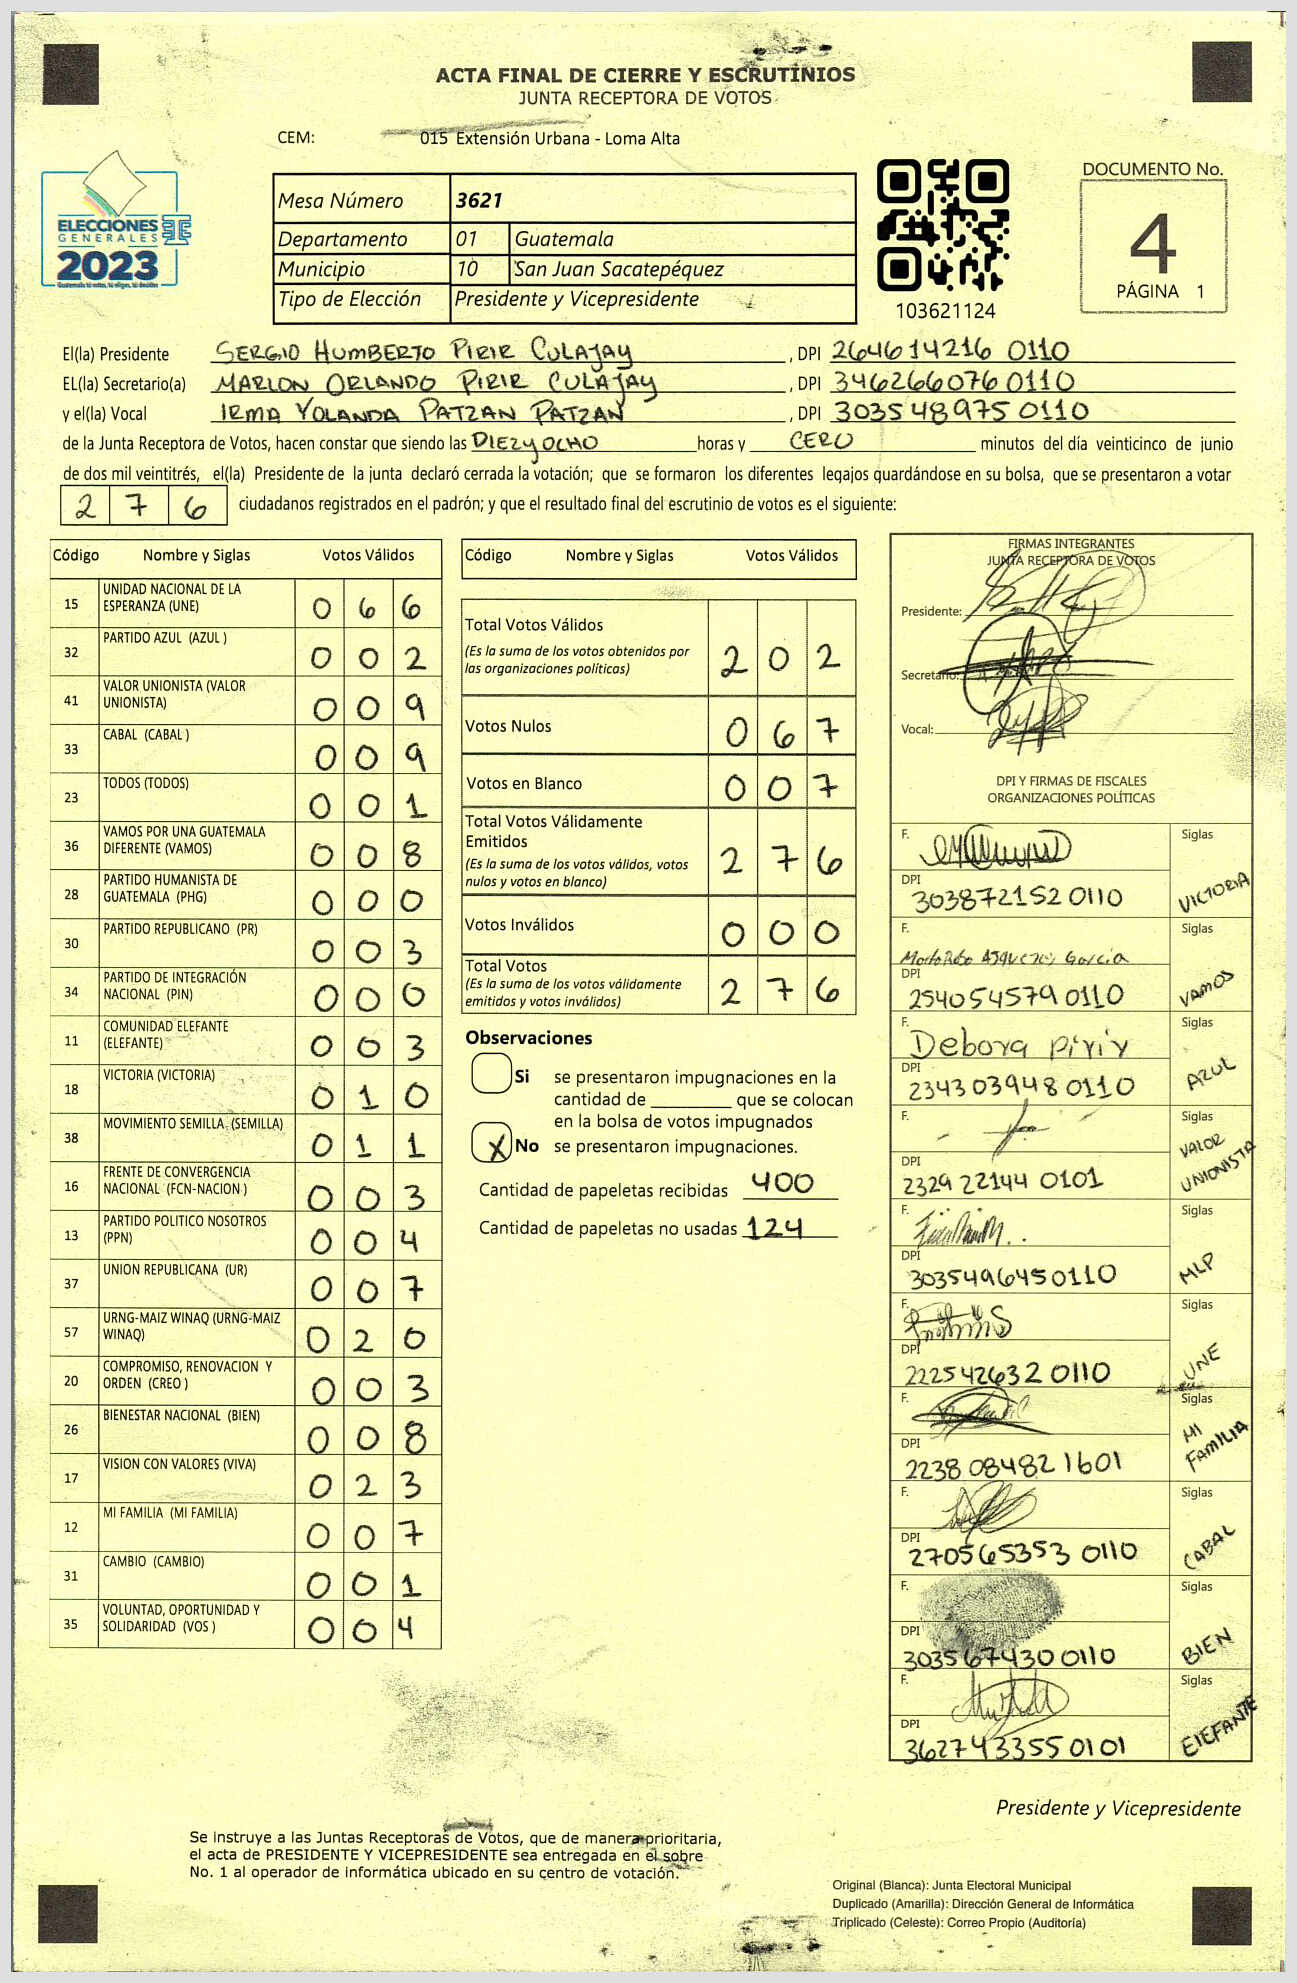 ACTA FINAL DE CIERRE Y ESCRUTINIOS
JUNTA RECEPTORA DE VOTOS
CEM: 015 Extensión Urbana - Loma Alta
ELECCIONES
GENERALES
2023
Mesa Número 3621
Departamento 01 Guatemala
Municipio 10 San Juan Sacatepéquez
Tipo de Elección Presidente y Vicepresidente
103621124
DOCUMENTO No.
4
PÁGINA 1
El(la) Presidente SERGIO HUMBERTO PIRIR CULAJAY, DPI 264614216 0110
EL(la) Secretario(a) MARLON ORLANDO PIRIR CULAJAY, DPI 346266076 0110
y el(la) Vocal IRMA YOLANDA PATZAN PATZAN, DPI 303548975 0110
de la Junta Receptora de Votos, hacen constar que siendo las DIEZ y OCHO horas y CERO minutos del día veinticinco de junio
de dos mil veintitrés, el(la) Presidente de la junta declaró cerrada la votación; que se formaron los diferentes legajos guardándose en su bolsa, que se presentaron a votar
2 7 6 ciudadanos registrados en el padrón; y que el resultado final del escrutinio de votos es el siguiente:
Código Nombre y Siglas Votos Válidos
15 UNIDAD NACIONAL DE LA ESPERANZA (UNE) 0 6 6
32 PARTIDO AZUL (AZUL ) 0 0 2
41 VALOR UNIONISTA (VALOR UNIONISTA) 0 0 9
33 CABAL (CABAL ) 0 0 9
23 TODOS (TODOS) 0 0 1
36 VAMOS POR UNA GUATEMALA DIFERENTE (VAMOS) 0 0 8
28 PARTIDO HUMANISTA DE GUATEMALA (PHG) 0 0 0
30 PARTIDO REPUBLICANO (PR) 0 0 3
34 PARTIDO DE INTEGRACIÓN NACIONAL (PIN) 0 0 0
11 COMUNIDAD ELEFANTE (ELEFANTE) 0 0 3
18 VICTORIA (VICTORIA) 0 1 0
38 MOVIMIENTO SEMILLA (SEMILLA) 0 1 1
16 FRENTE DE CONVERGENCIA NACIONAL (FCN-NACION ) 0 0 3
13 PARTIDO POLITICO NOSOTROS (PPN) 0 0 4
37 UNION REPUBLICANA (UR) 0 0 7
57 URNG-MAIZ WINAQ (URNG-MAIZ WINAQ) 0 2 0
20 COMPROMISO, RENOVACION Y ORDEN (CREO ) 0 0 3
26 BIENESTAR NACIONAL (BIEN) 0 0 8
17 VISION CON VALORES (VIVA) 0 2 3
12 MI FAMILIA (MI FAMILIA) 0 0 7
31 CAMBIO (CAMBIO) 0 0 1
35 VOLUNTAD, OPORTUNIDAD Y SOLIDARIDAD (VOS ) 0 0 4
Código Nombre y Siglas Votos Válidos
Total Votos Válidos 2 0 2
(Es la suma de los votos obtenidos por
las organizaciones políticas)
Votos Nulos 0 6 7
Votos en Blanco 0 0 7
Total Votos Válidamente
Emitidos 2 7 6
(Es la suma de los votos válidos, votos
nulos y votos en blanco)
Votos Inválidos 0 0 0
Total Votos 2 7 6
(Es la suma de los votos válidamente
emitidos y votos inválidos)
Observaciones
Si se presentaron impugnaciones en la
cantidad de ________ que se colocan
en la bolsa de votos impugnados
X No se presentaron impugnaciones.
Cantidad de papeletas recibidas 400
Cantidad de papeletas no usadas 124
FIRMAS INTEGRANTES
JUNTA RECEPTORA DE VOTOS
Presidente:
Secretario:
Vocal:
DPI Y FIRMAS DE FISCALES
ORGANIZACIONES POLÍTICAS
F. Siglas
DPI 303872152 0110 VICTORIA
F. García Siglas
DPI 254054579 0110 VAMOS
F. Debora pirir Siglas
DPI 234303948 0110 AZUL
F. Siglas
DPI 2329 22144 0101 VALOR UNIONISTA
F. Siglas
DPI 303549645 0110 MLP
F. Siglas
DPI 222542632 0110 UNE
F. Siglas
DPI 2238 08482 1601 MI FAMILIA
F. Siglas
DPI 270565353 0110 CABAL
F. Siglas
DPI 303567430 0110 BIEN
F. Siglas
DPI 362743355 0101 ElEFANTE
Presidente y Vicepresidente
Se instruye a las Juntas Receptoras de Votos, que de manera prioritaria,
el acta de PRESIDENTE Y VICEPRESIDENTE sea entregada en el sobre
No. 1 al operador de informática ubicado en su centro de votación.
Original (Blanca): Junta Electoral Municipal
Duplicado (Amarilla): Dirección General de Informática
Triplicado (Celeste): Correo Propio (Auditoría)